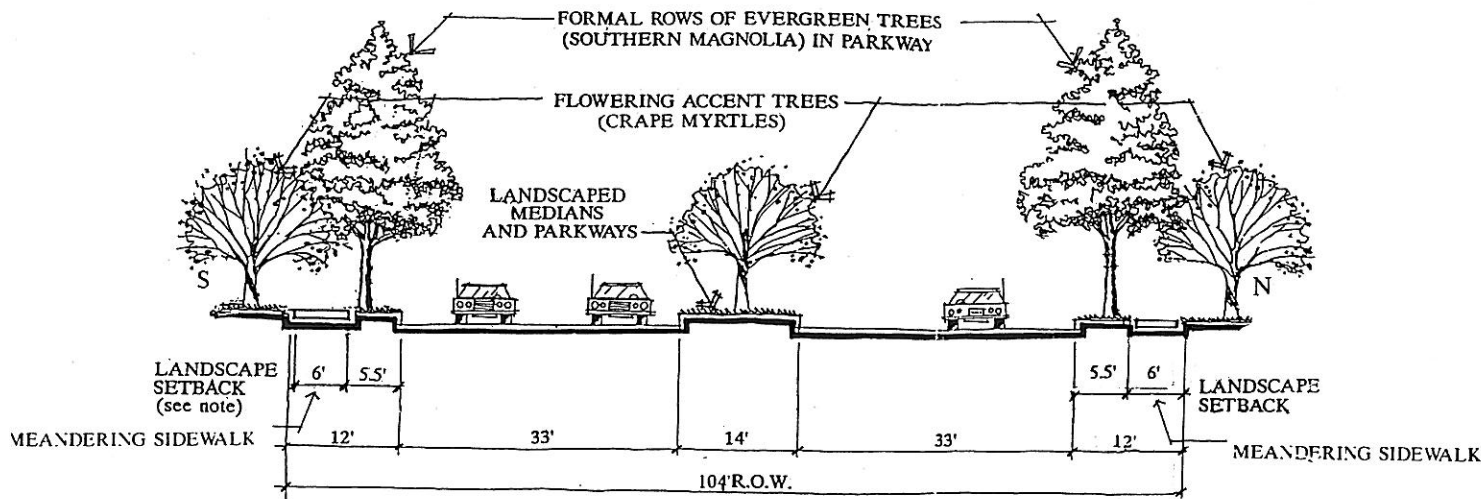 FORMAL ROWS OF EVERGREEN TREES
(SOUTHERN MAGNOLIA) IN PARKWAY
FLOWERING ACCENT TREES
(CRAPE MYRTLES)
LANDSCAPED
MEDIANS
AND PARKWAYS
S
N
LANDSCAPE
SETBACK
(see note)
6'
5.5'
5.5'
6'
LANDSCAPE
SETBACK
MEANDERING SIDEWALK
12'
33'
14'
33'
12'
MEANDERING SIDEWALK
104' R.O.W.